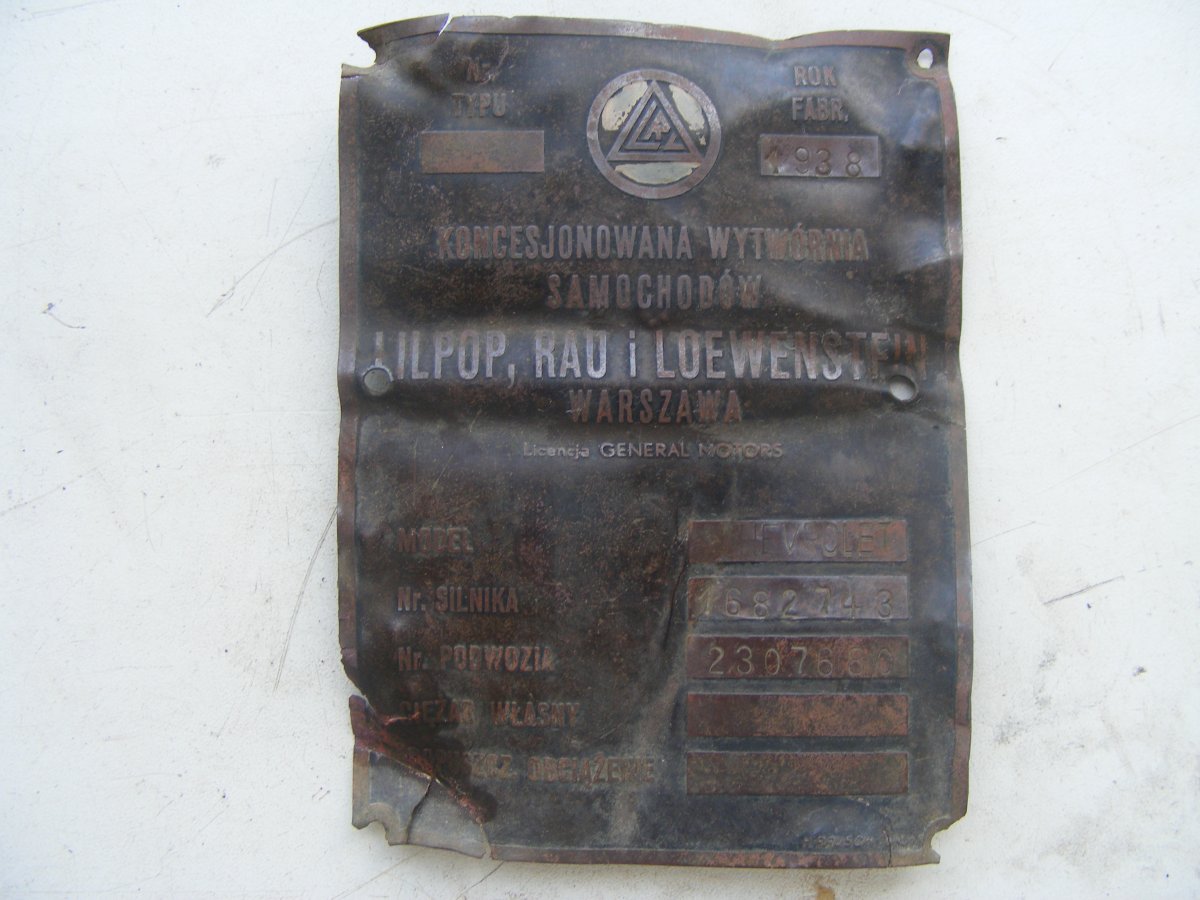 Nr.
TYPU
ROK
FABR.
1938
KONCESJONOWANA WYTWÓRNIA
SAMOCHODÓW
LILPOP, RAU i LOEWENSTEIN
WARSZAWA
Licencja GENERAL MOTORS
MODEL
Nr. SILNIKA 1682743
Nr. PODWOZIA
CIĘŻAR WŁASNY
OBCIĄŻENIE